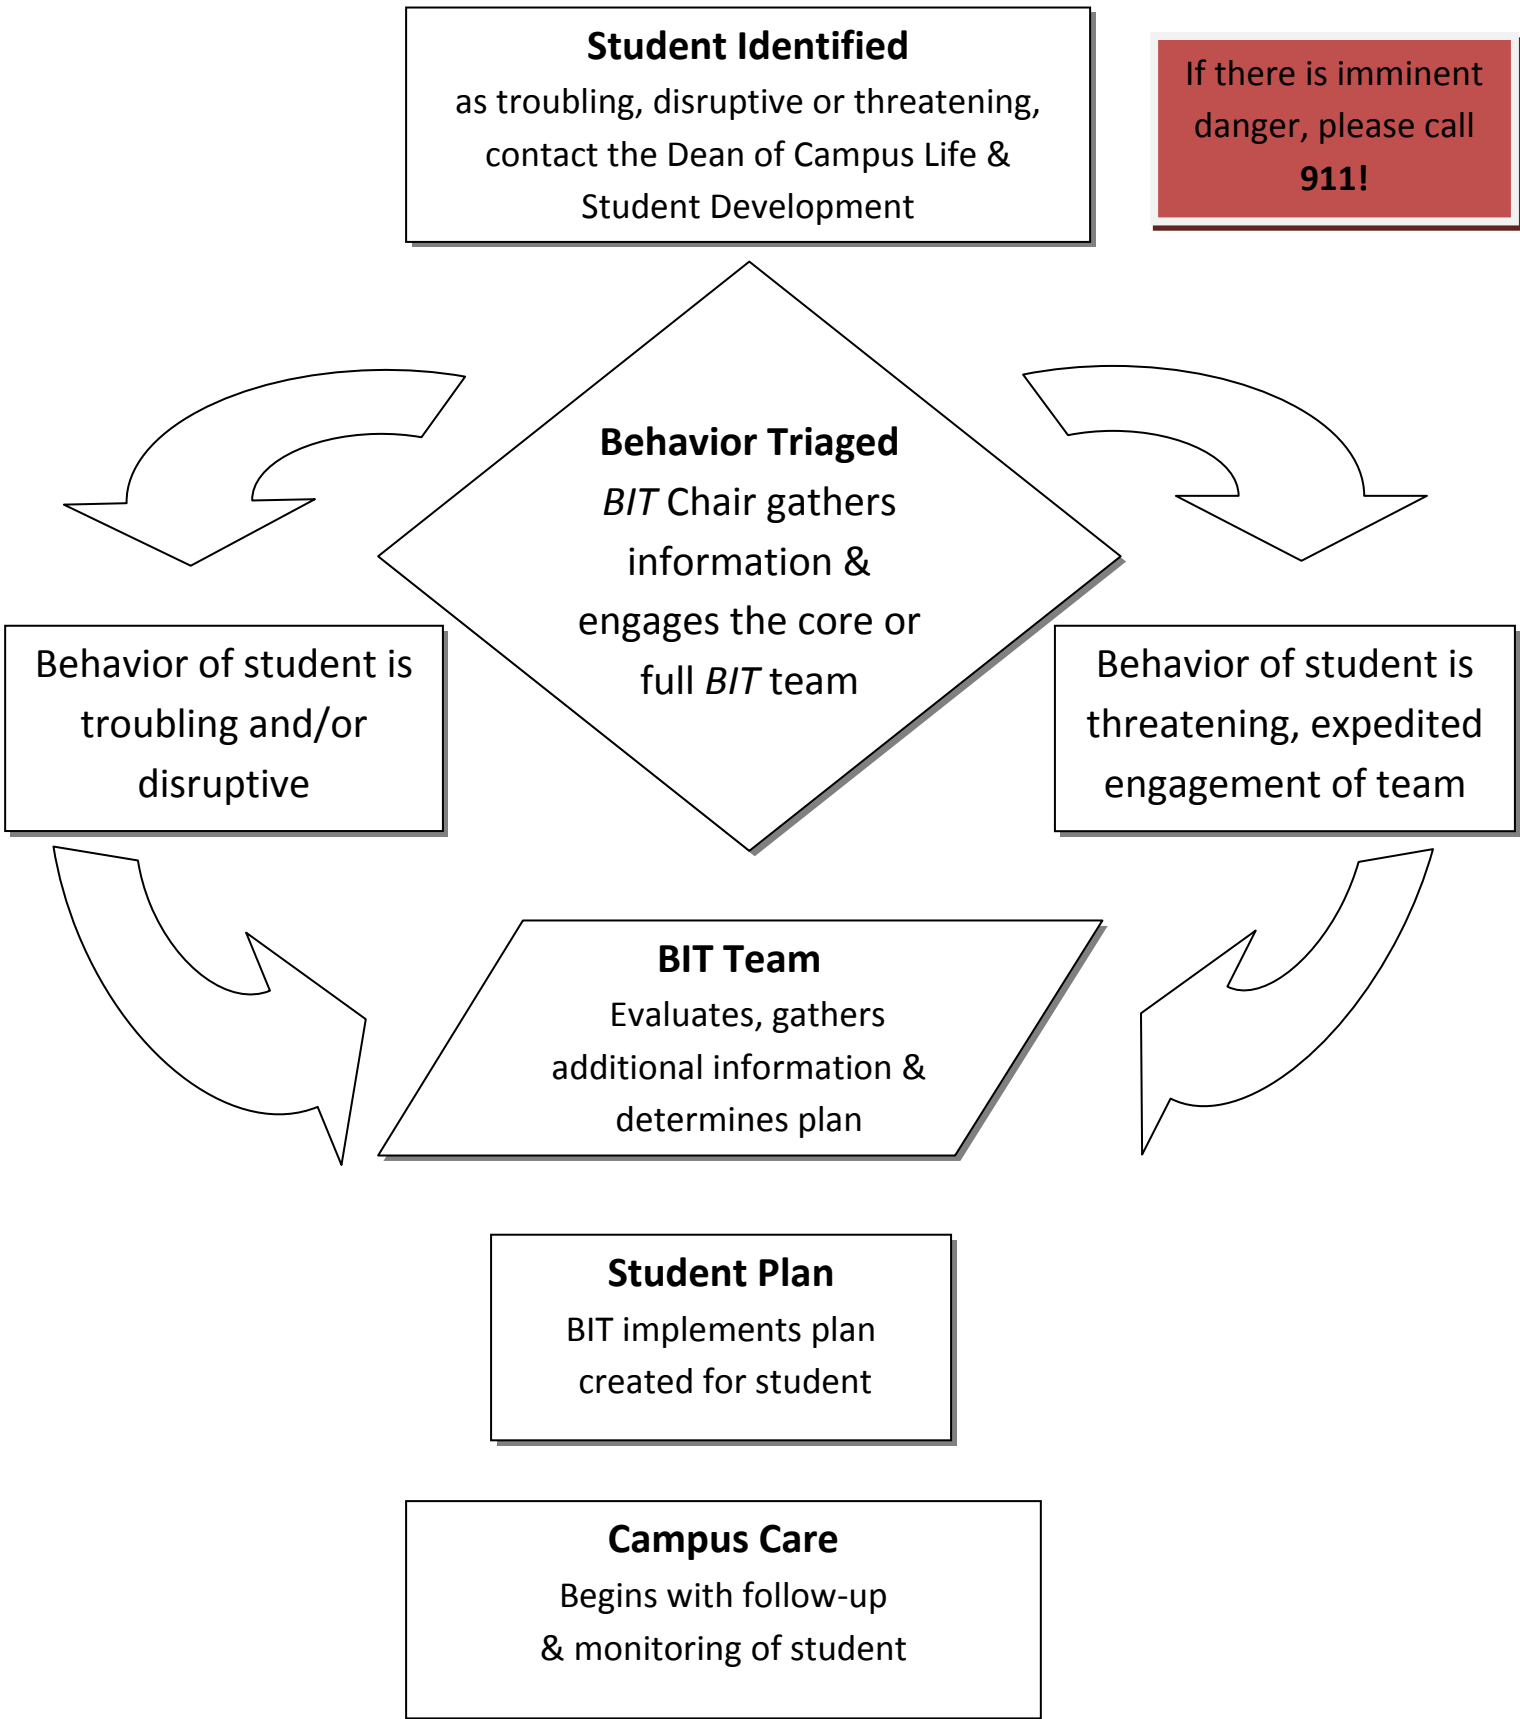 Student Identified
as troubling, disruptive or threatening,
contact the Dean of Campus Life &
Student Development
If there is imminent
danger, please call
911!
Behavior Triaged
BIT Chair gathers
information &
engages the core or
full BIT team
Behavior of student is
troubling and/or
disruptive
Behavior of student is
threatening, expedited
engagement of team
BIT Team
Evaluates, gathers
additional information &
determines plan
Student Plan
BIT implements plan
created for student
Campus Care
Begins with follow-up
& monitoring of student